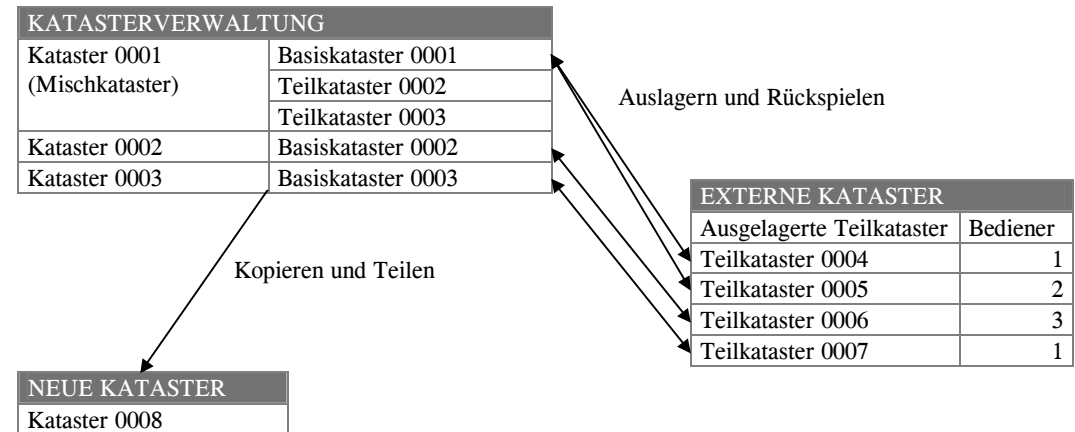 KATASTERVERWALTUNG
Kataster 0001 Basiskataster 0001
(Mischkataster) Teilkataster 0002
Teilkataster 0003
Kataster 0002 Basiskataster 0002
Kataster 0003 Basiskataster 0003
Auslagern und Rückspielen
EXTERNE KATASTER
Ausgelagerte Teilkataster Bediener
Teilkataster 0004 1
Teilkataster 0005 2
Teilkataster 0006 3
Teilkataster 0007 1
Kopieren und Teilen
NEUE KATASTER
Kataster 0008